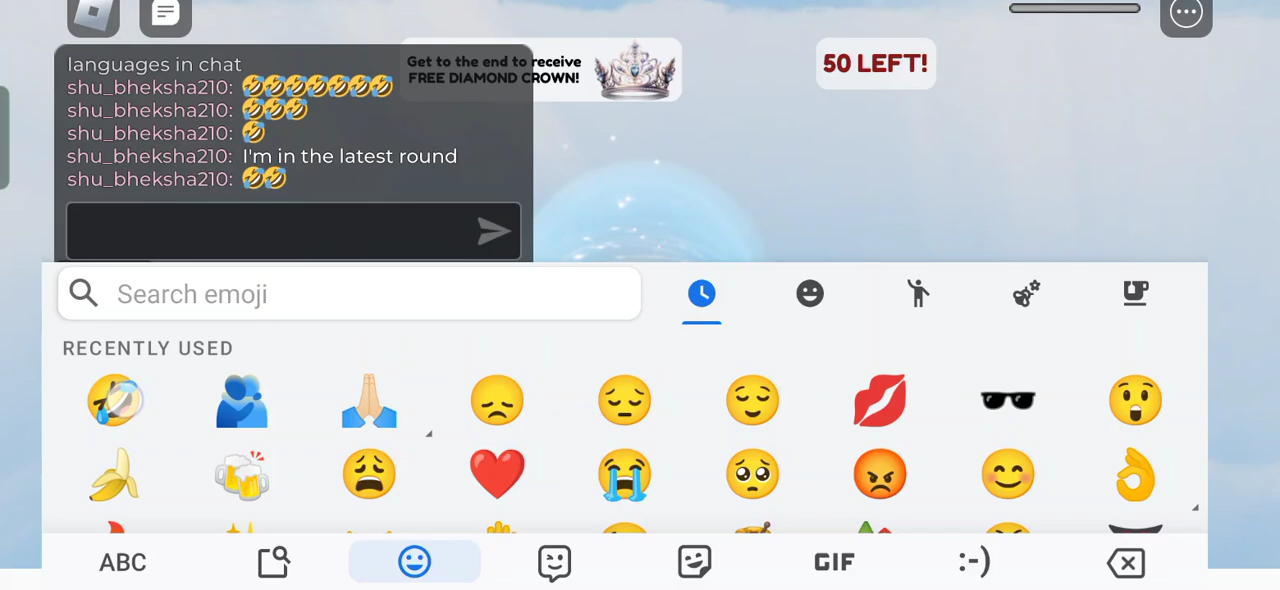 Get to the end to receive
FREE DIAMOND CROWN!
50 LEFT!
languages in chat
shu_bheksha210: 🤣🤣🤣🤣🤣🤣🤣
shu_bheksha210: 🤣🤣🤣
shu_bheksha210: 🤣
shu_bheksha210: I'm in the latest round
shu_bheksha210: 🤣🤣
Search emoji
RECENTLY USED
ABC
GIF
:-)